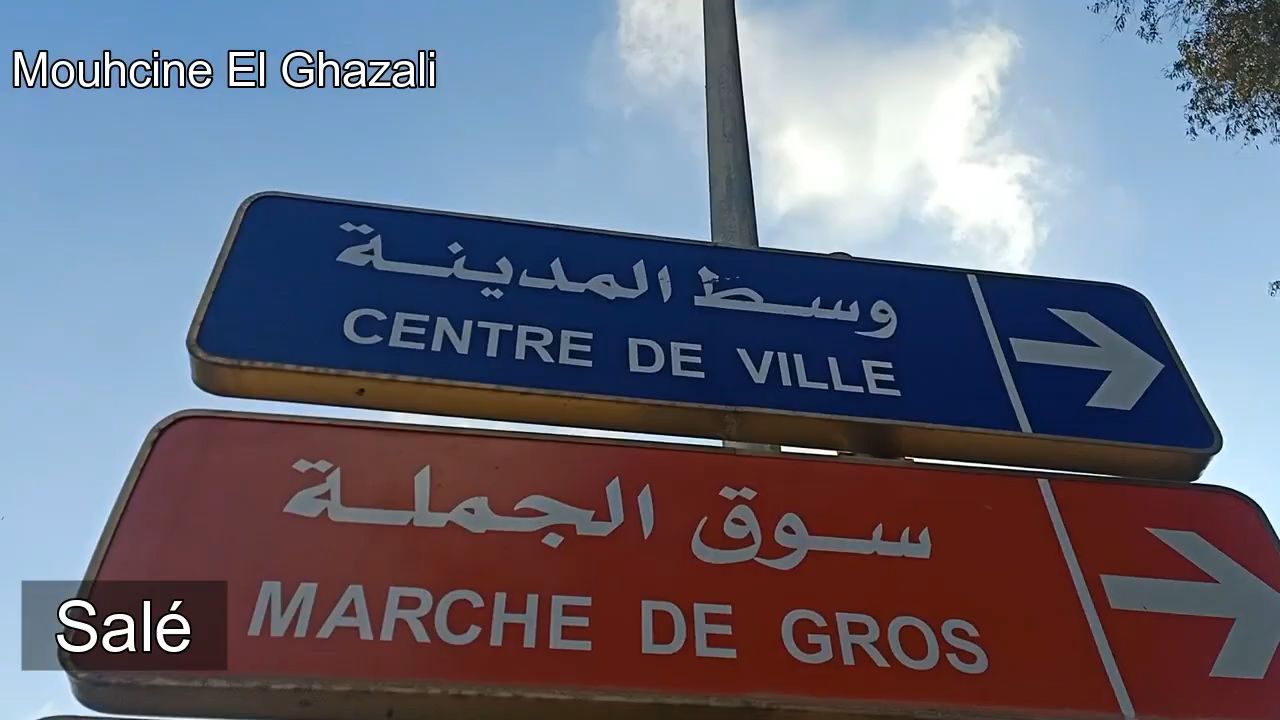 Mouhcine El Ghazali
وسط المدينة
CENTRE DE VILLE
سوق الجملة
MARCHE DE GROS
Salé